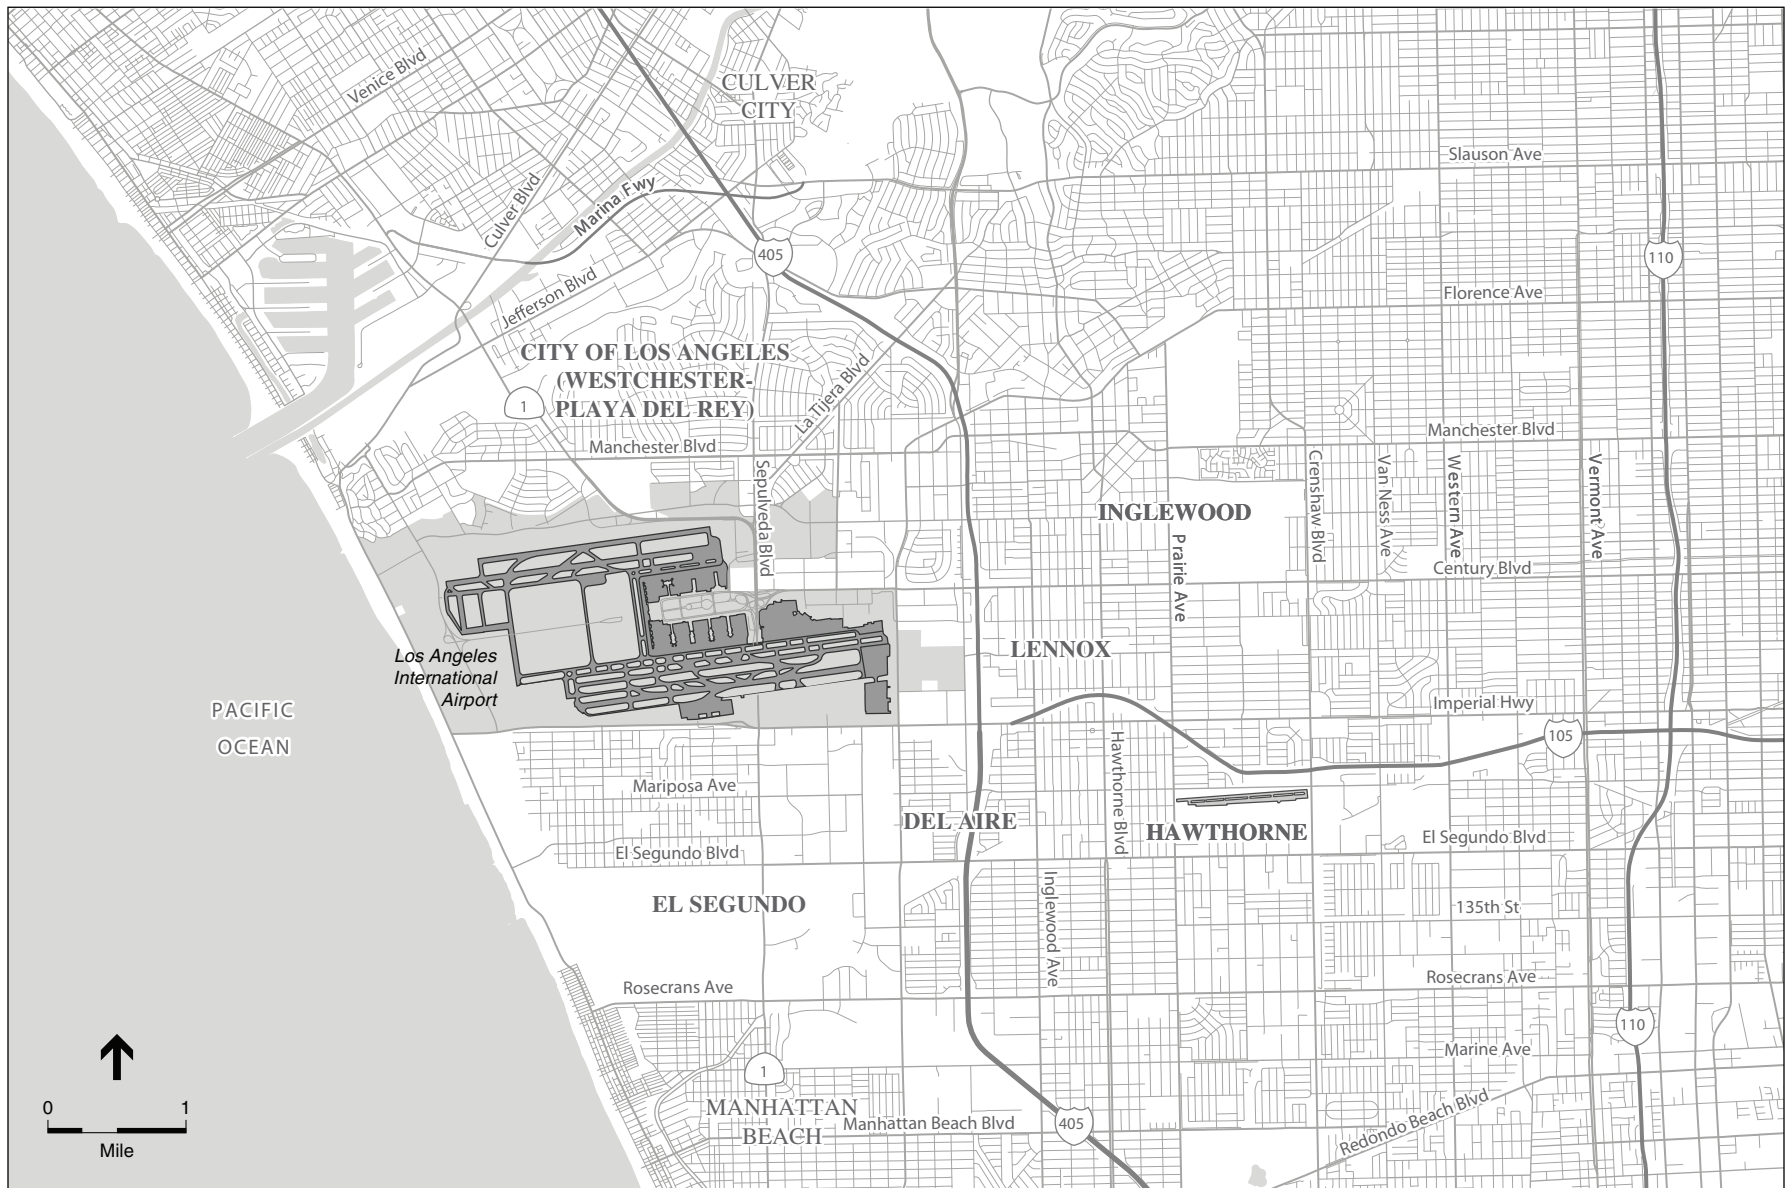 CULVER
CITY
Venice Blvd
Slauson Ave
Culver Blvd
Marina Fwy
405
110
Jefferson Blvd
Florence Ave
CITY OF LOS ANGELES
(WESTCHESTER-
PLAYA DEL REY)
La Tijera Blvd
1
Manchester Blvd
Manchester Blvd
Sepulveda Blvd
Crenshaw Blvd
Van Ness Ave
Western Ave
Vermont Ave
INGLEWOOD
Prairie Ave
Century Blvd
LENNOX
Los Angeles
International
Airport
PACIFIC
OCEAN
Imperial Hwy
105
Hawthorne Blvd
Mariposa Ave
DEL AIRE
HAWTHORNE
El Segundo Blvd
El Segundo Blvd
EL SEGUNDO
Inglewood Ave
135th St
Rosecrans Ave
Rosecrans Ave
110
Marine Ave
1
MANHATTAN
BEACH
Manhattan Beach Blvd
405
Redondo Beach Blvd
0
1
Mile